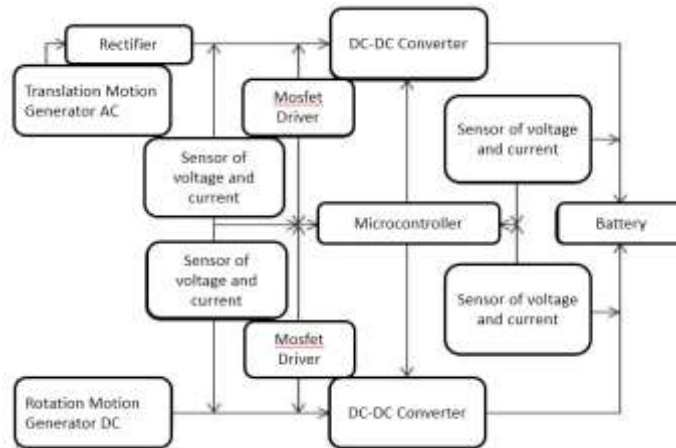 Rectifier
DC-DC Converter
Translation Motion
Generator AC
Mosfet
Driver
Sensor of voltage
and current
Sensor of
voltage and
current
Microcontroller
Battery
Sensor of
voltage and
current
Sensor of voltage
and current
Mosfet
Driver
Rotation Motion
Generator DC
DC-DC Converter